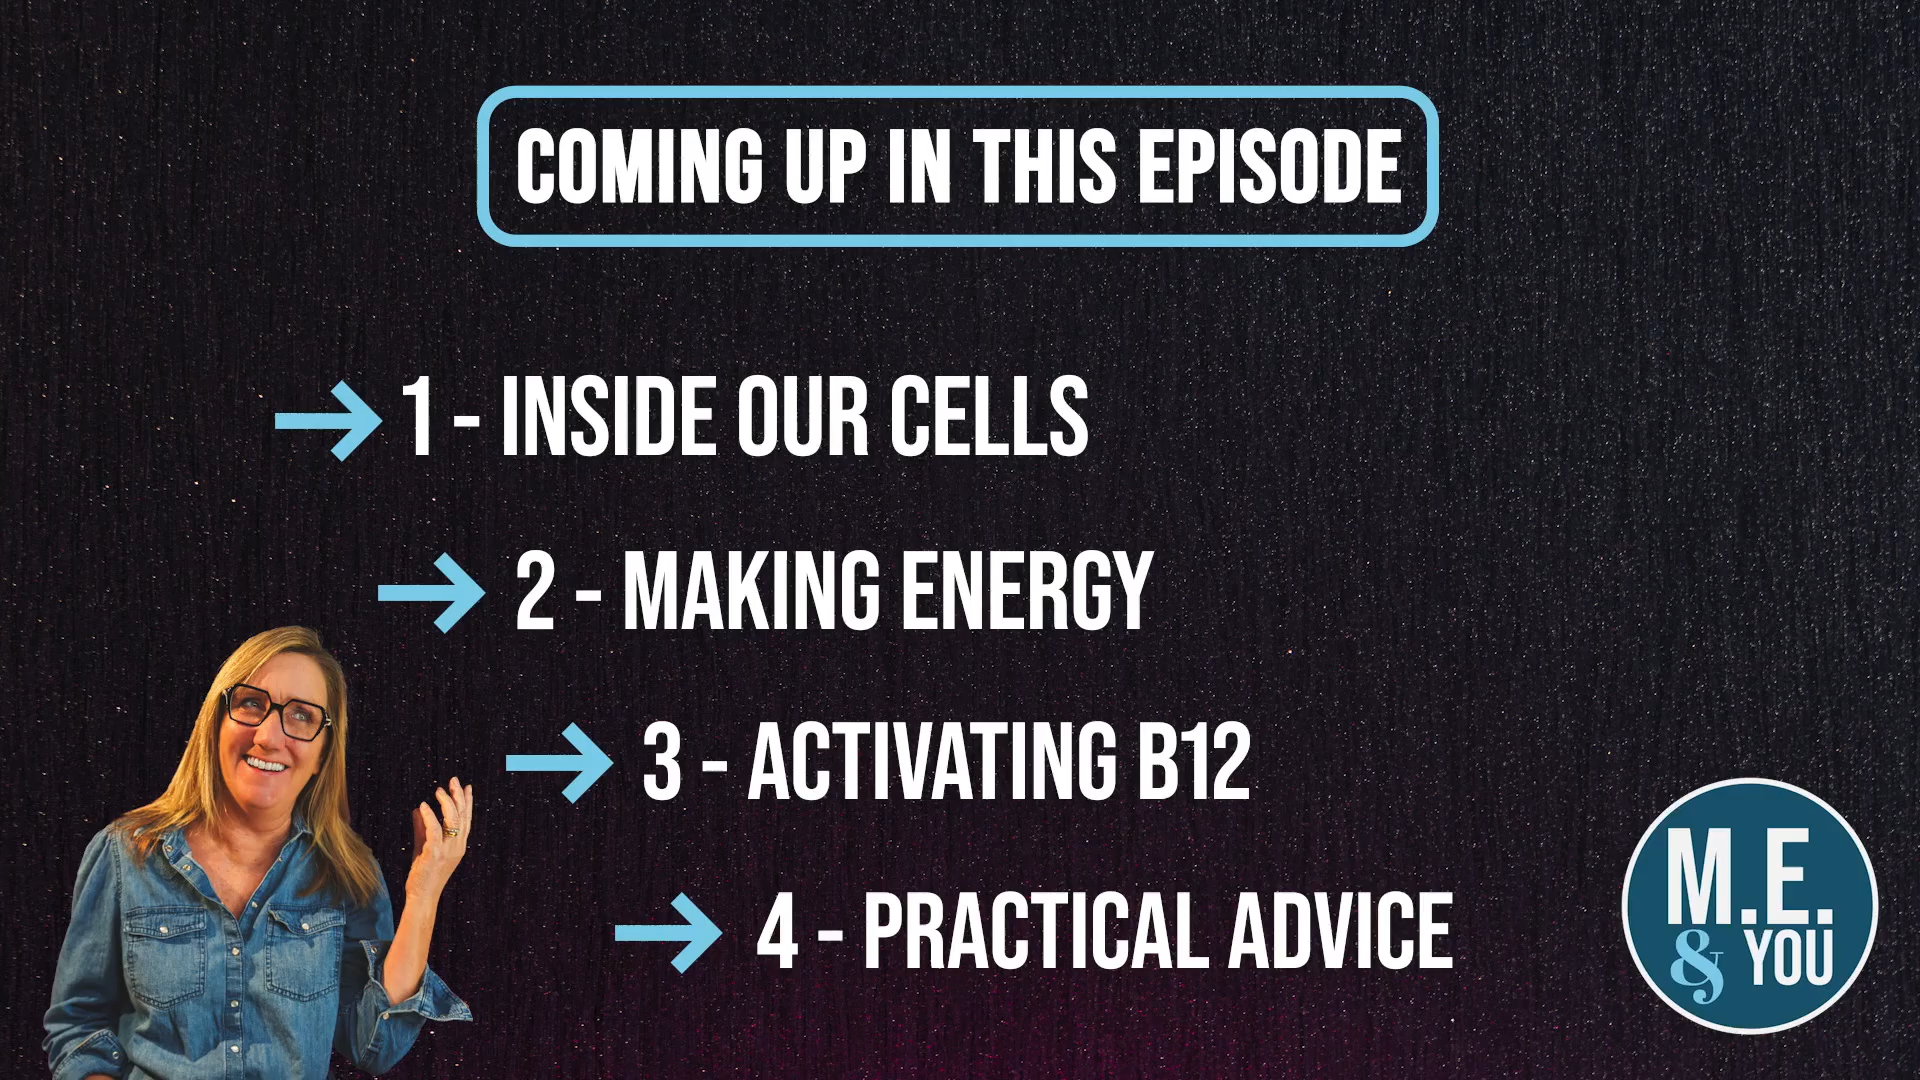 COMING UP IN THIS EPISODE
1 - INSIDE OUR CELLS
2 - MAKING ENERGY
3 - ACTIVATING B12
4 - PRACTICAL ADVICE
M.E.
& YOU